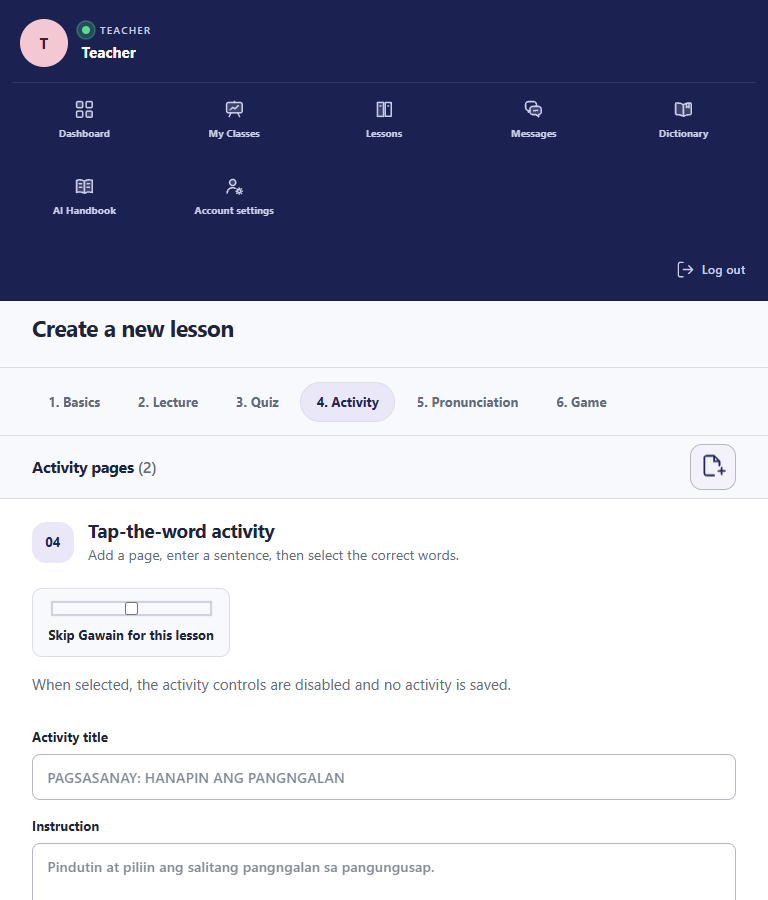 T
TEACHER
Teacher
Dashboard
My Classes
Lessons
Messages
Dictionary
AI Handbook
Account settings
Log out
Create a new lesson
1. Basics
2. Lecture
3. Quiz
4. Activity
5. Pronunciation
6. Game
Activity pages (2)
04
Tap-the-word activity
Add a page, enter a sentence, then select the correct words.
Skip Gawain for this lesson
When selected, the activity controls are disabled and no activity is saved.
Activity title
PAGSASANAY: HANAPIN ANG PANGNGALAN
Instruction
Pindutin at piliin ang salitang pangngalan sa pangungusap.